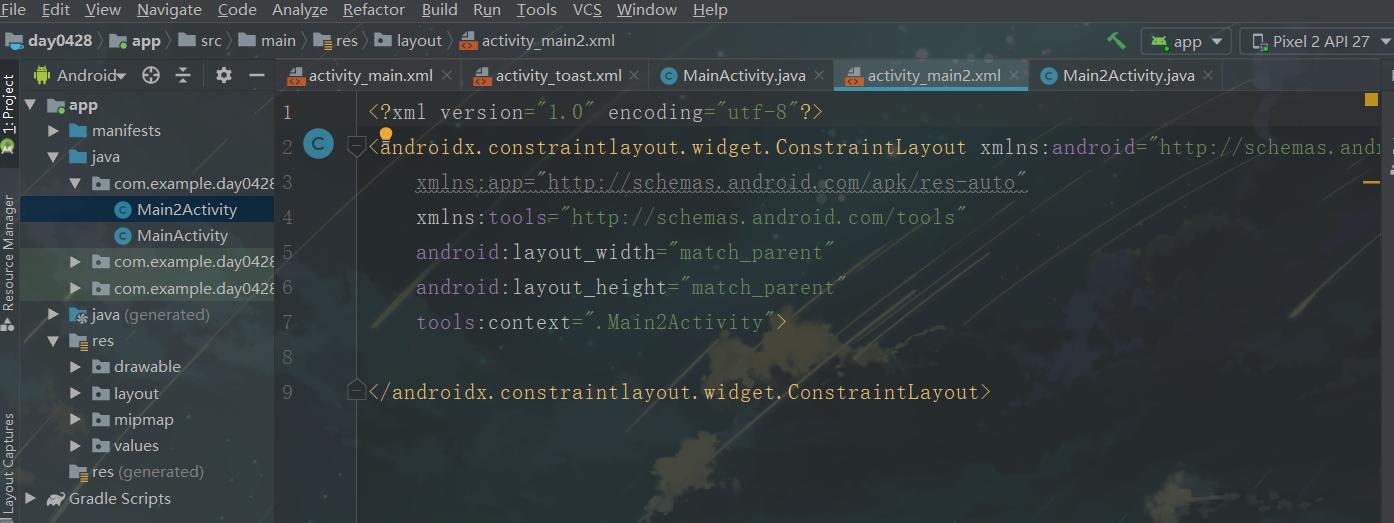 File Edit View Navigate Code Analyze Refactor Build Run Tools VCS Window Help
day0428 app src main res layout activity_main2.xml app Pixel 2 API 27
Android activity_main.xml activity_toast.xml MainActivity.java activity_main2.xml Main2Activity.java
1: Project
Resource Manager
Layout Captures
app
manifests
java
com.example.day0428
Main2Activity
MainActivity
com.example.day0428
com.example.day0428
java (generated)
res
drawable
layout
mipmap
values
res (generated)
Gradle Scripts
1 <?xml version="1.0" encoding="utf-8"?>
2 <androidx.constraintlayout.widget.ConstraintLayout xmlns:android="http://schemas.and
3 xmlns:app="http://schemas.android.com/apk/res-auto"
4 xmlns:tools="http://schemas.android.com/tools"
5 android:layout_width="match_parent"
6 android:layout_height="match_parent"
7 tools:context=".Main2Activity">
8
9 </androidx.constraintlayout.widget.ConstraintLayout>